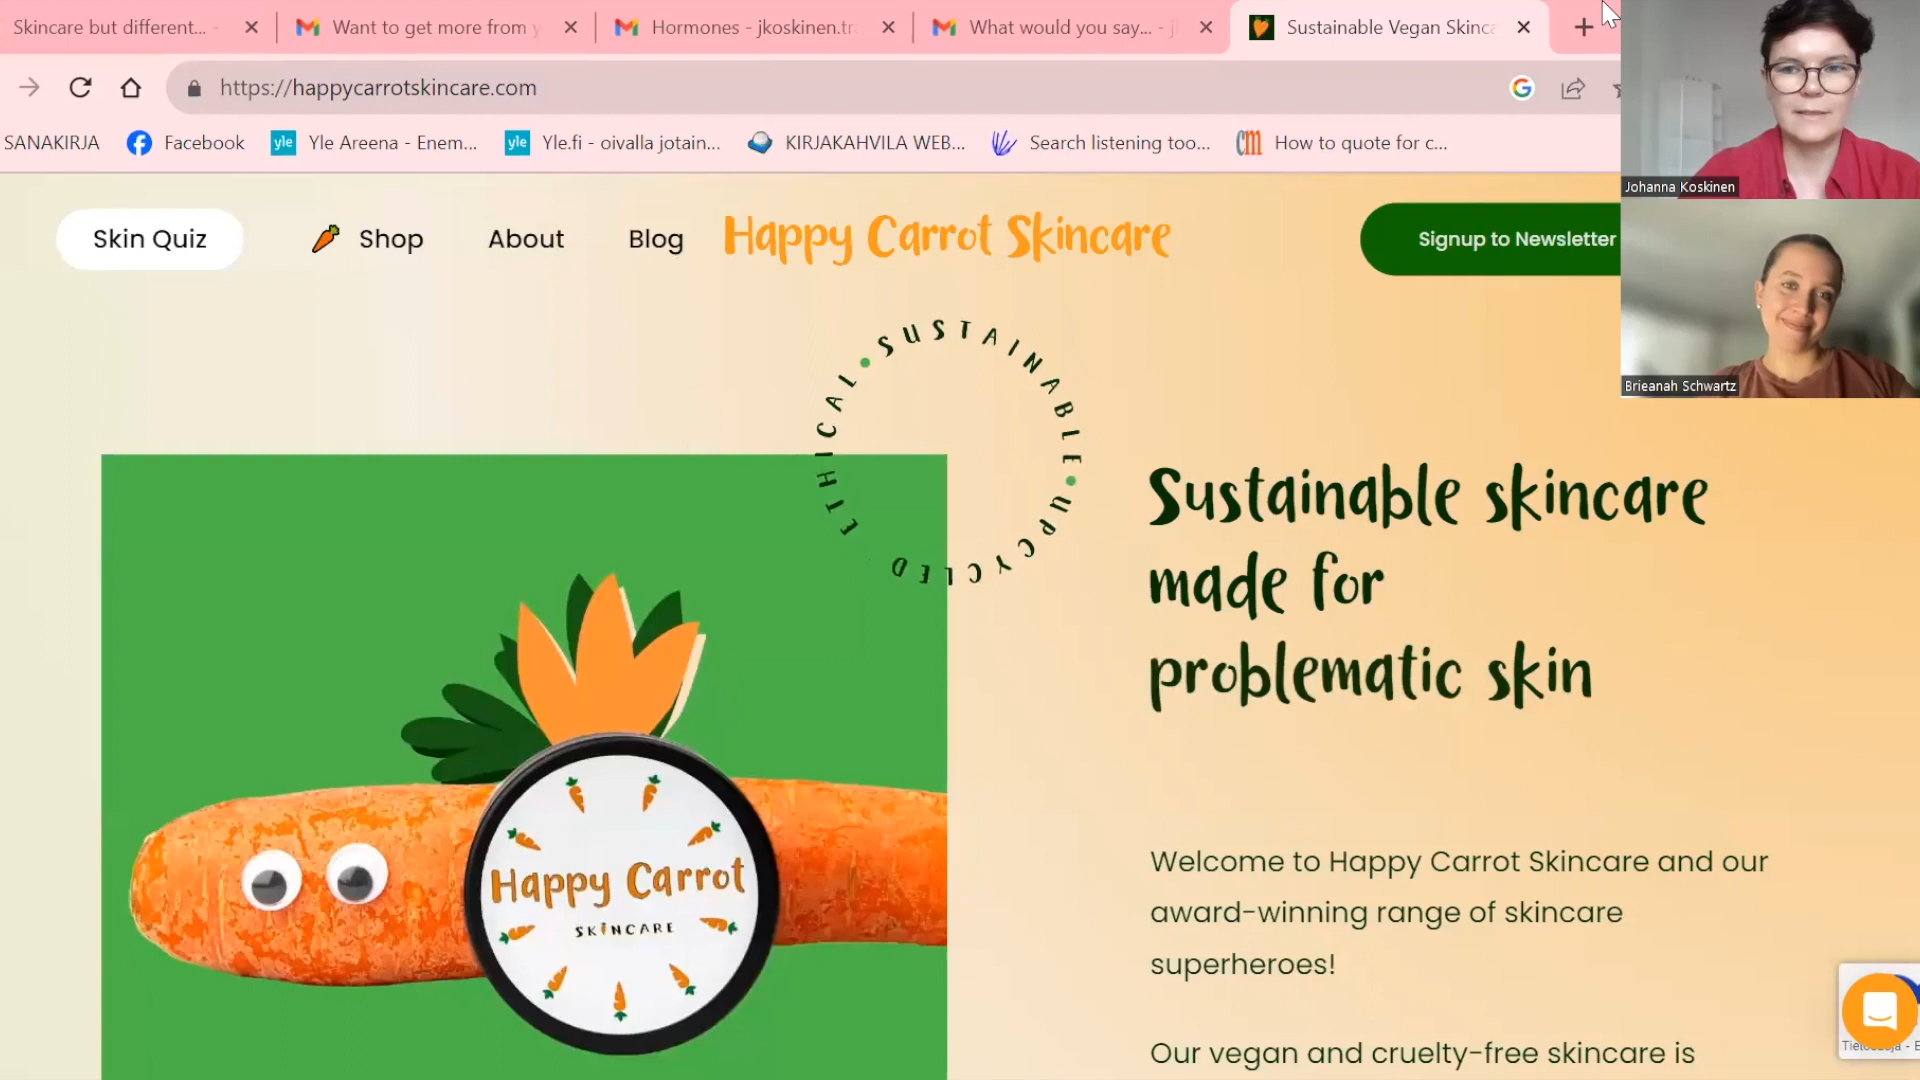 Skincare but different... -
Want to get more from y
Hormones - jkoskinen.tr
What would you say... - j
Sustainable Vegan Skinca
https://happycarrotskincare.com
SANAKIRJA
Facebook
yle
Yle Areena - Enem...
yle
Yle.fi - oivalla jotain...
KIRJAKAHVILA WEB...
Search listening too...
CM
How to quote for c...
Johanna Koskinen
Brieanah Schwartz
Skin Quiz
Shop
About
Blog
Happy Carrot Skincare
Signup to Newsletter
SUSTAINABLE • UPCYCLED ETHICAL •
Sustainable skincare
made for
problematic skin
Happy Carrot
SKINCARE
Welcome to Happy Carrot Skincare and our
award-winning range of skincare
superheroes!
Our vegan and cruelty-free skincare is
Tietosuoja - E